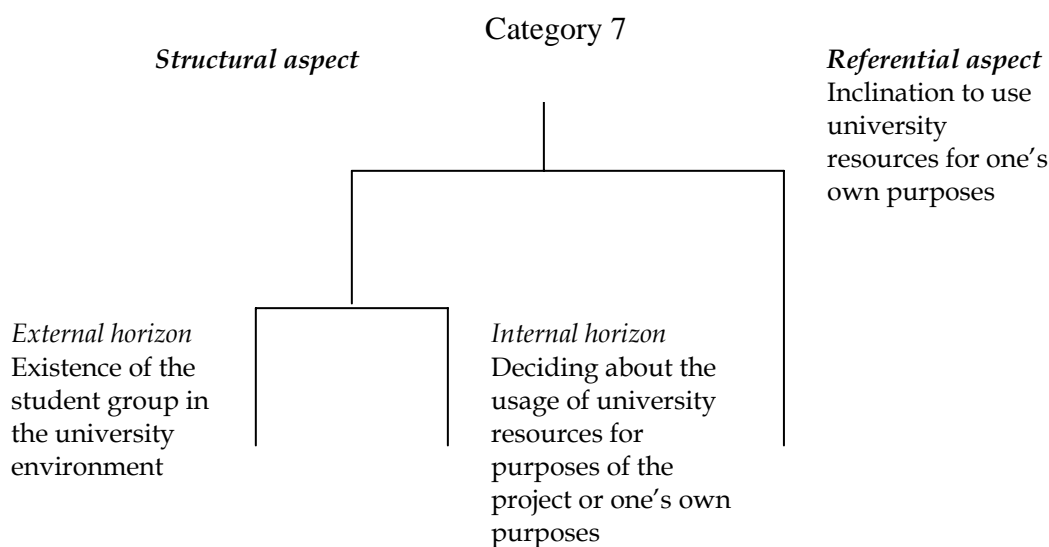 Category 7
Structural aspect
Referential aspect
Inclination to use
university
resources for one’s
own purposes
External horizon
Existence of the
student group in
the university
environment
Internal horizon
Deciding about the
usage of university
resources for
purposes of the
project or one’s own
purposes